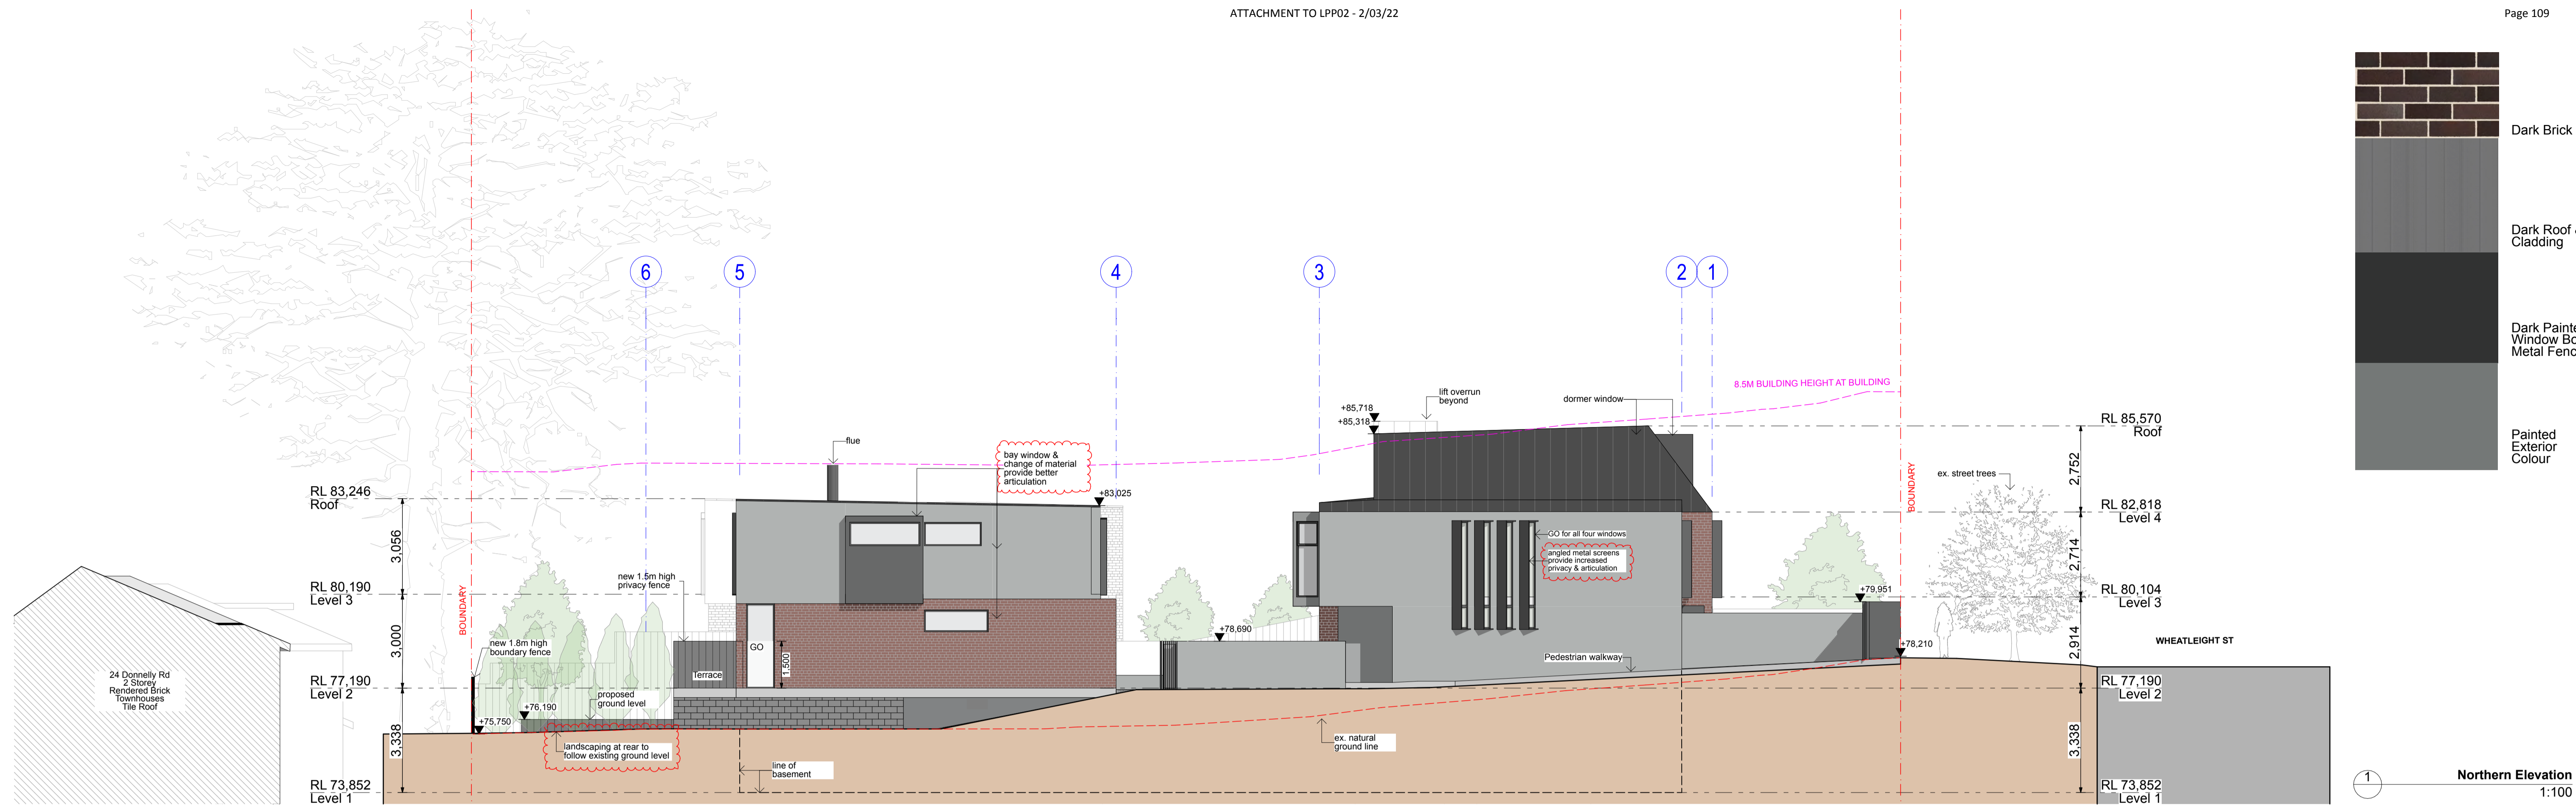 ATTACHMENT TO LPP02 - 2/03/22
Page 109
Dark Brick
Dark Roof
Cladding
Dark
Window
Metal
Painted
Exterior
Colour
6
5
4
3
2
1
8.5M BUILDING HEIGHT AT BUILDING
lift overrun
beyond
dormer window
+85,718
+85,318
RL 85,570
Roof
flue
bay window &
change of material
provide better
articulation
BOUNDARY
ex. street trees
2,752
RL 83,246
Roof
+83,025
RL 82,818
Level 4
3,056
GO for all four windows
angled metal screens
provide increased
privacy & articulation
2,714
new 1.5m high
privacy fence
RL 80,190
Level 3
+79,951
RL 80,104
Level 3
BOUNDARY
new 1.8m high
boundary fence
3,000
GO
1,500
+78,690
+78,210
2,914
WHEATLEIGHT ST
Pedestrian walkway
24 Donnelly Rd
2 Storey
Rendered Brick
Townhouses
Tile Roof
Terrace
RL 77,190
Level 2
RL 77,190
Level 2
proposed
ground level
+76,190
+75,750
3,338
landscaping at rear to
follow existing ground level
ex. natural
ground line
3,338
line of
basement
RL 73,852
Level 1
RL 73,852
Level 1
1
Northern Elevation
1:100